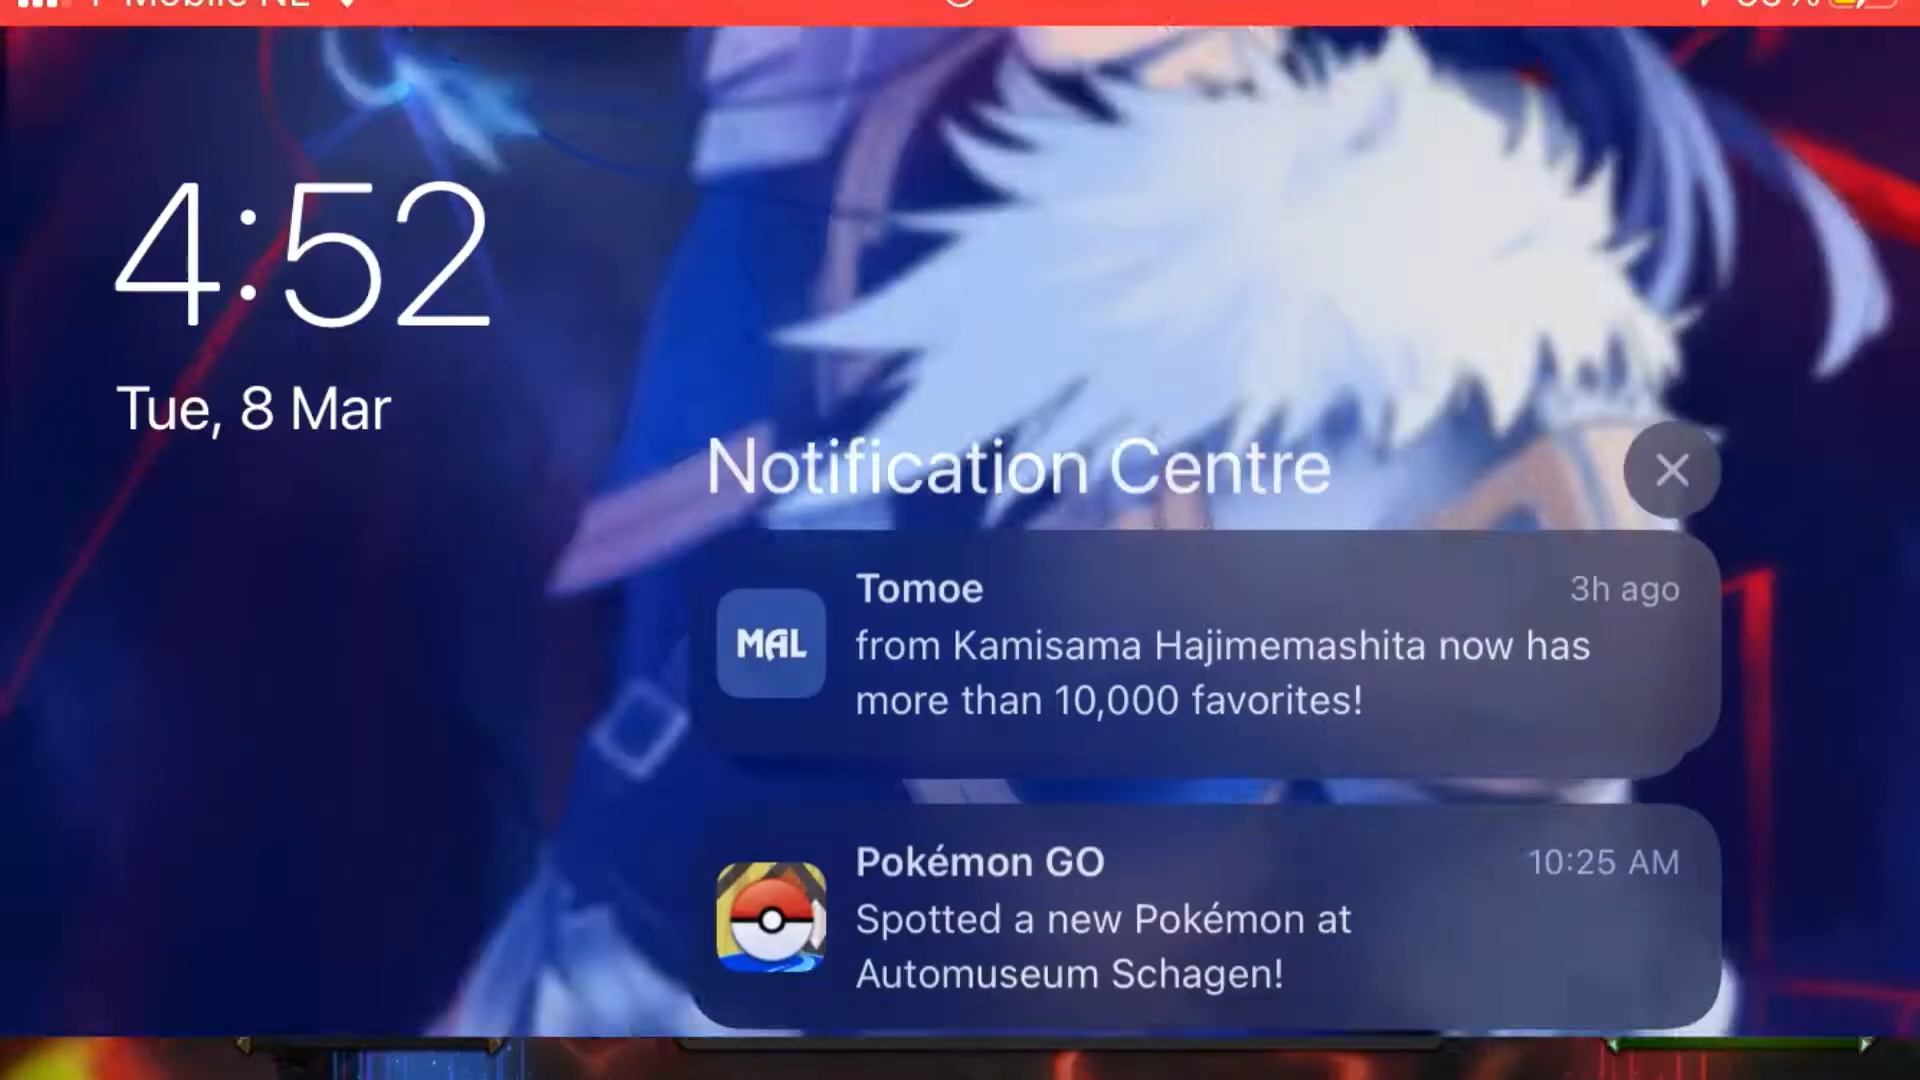 4:52
Tue, 8 Mar
Notification Centre
MAL
Tomoe
3h ago
from Kamisama Hajimemashita now has
more than 10,000 favorites!
Pokémon GO
10:25 AM
Spotted a new Pokémon at
Automuseum Schagen!